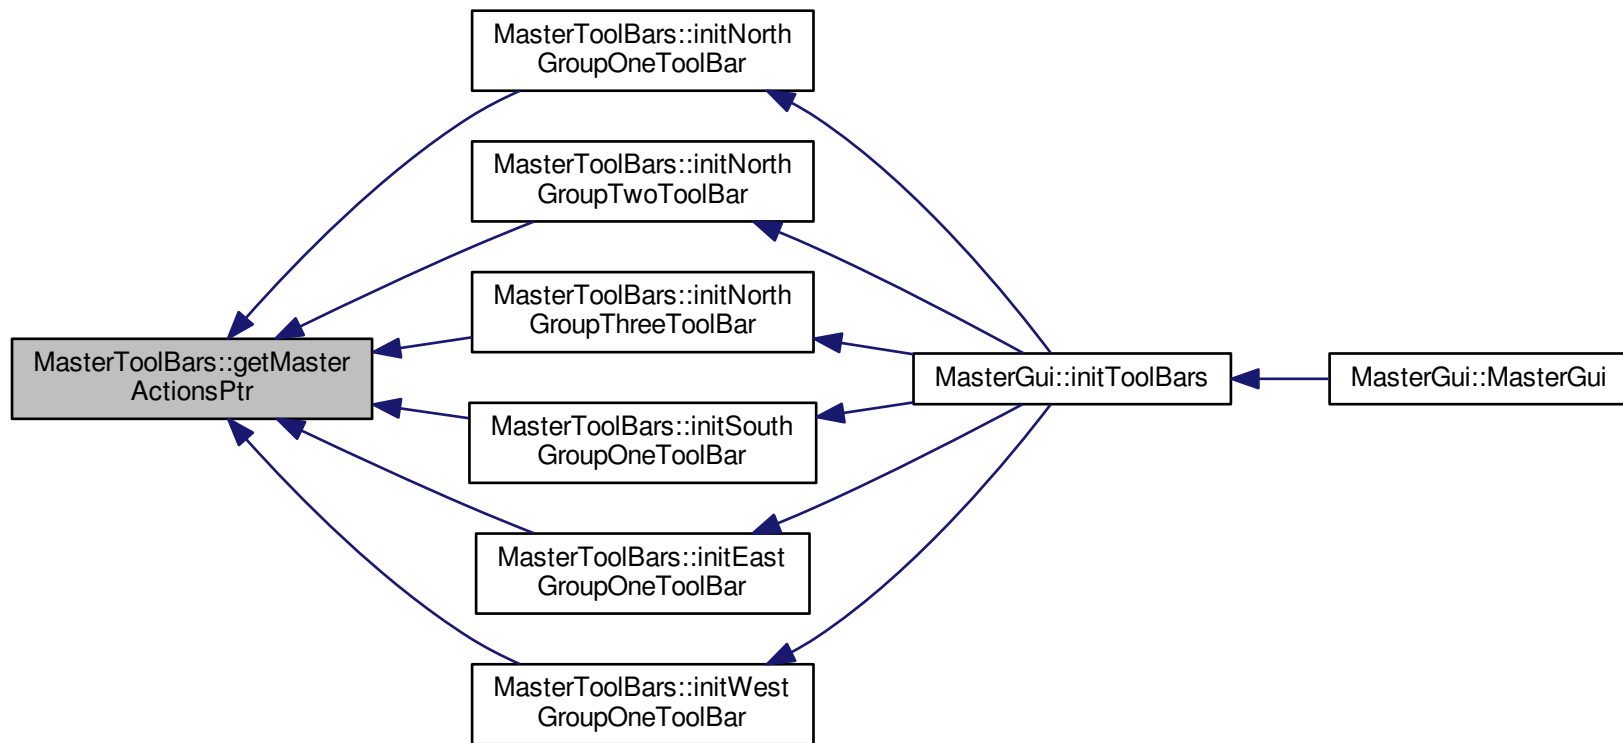 MasterToolBars::initNorth
GroupOneToolBar
MasterToolBars::initNorth
GroupTwoToolBar
MasterToolBars::initNorth
GroupThreeToolBar
MasterToolBars::getMaster
ActionsPtr
MasterGui::initToolBars
MasterGui::MasterGui
MasterToolBars::initSouth
GroupOneToolBar
MasterToolBars::initEast
GroupOneToolBar
MasterToolBars::initWest
GroupOneToolBar